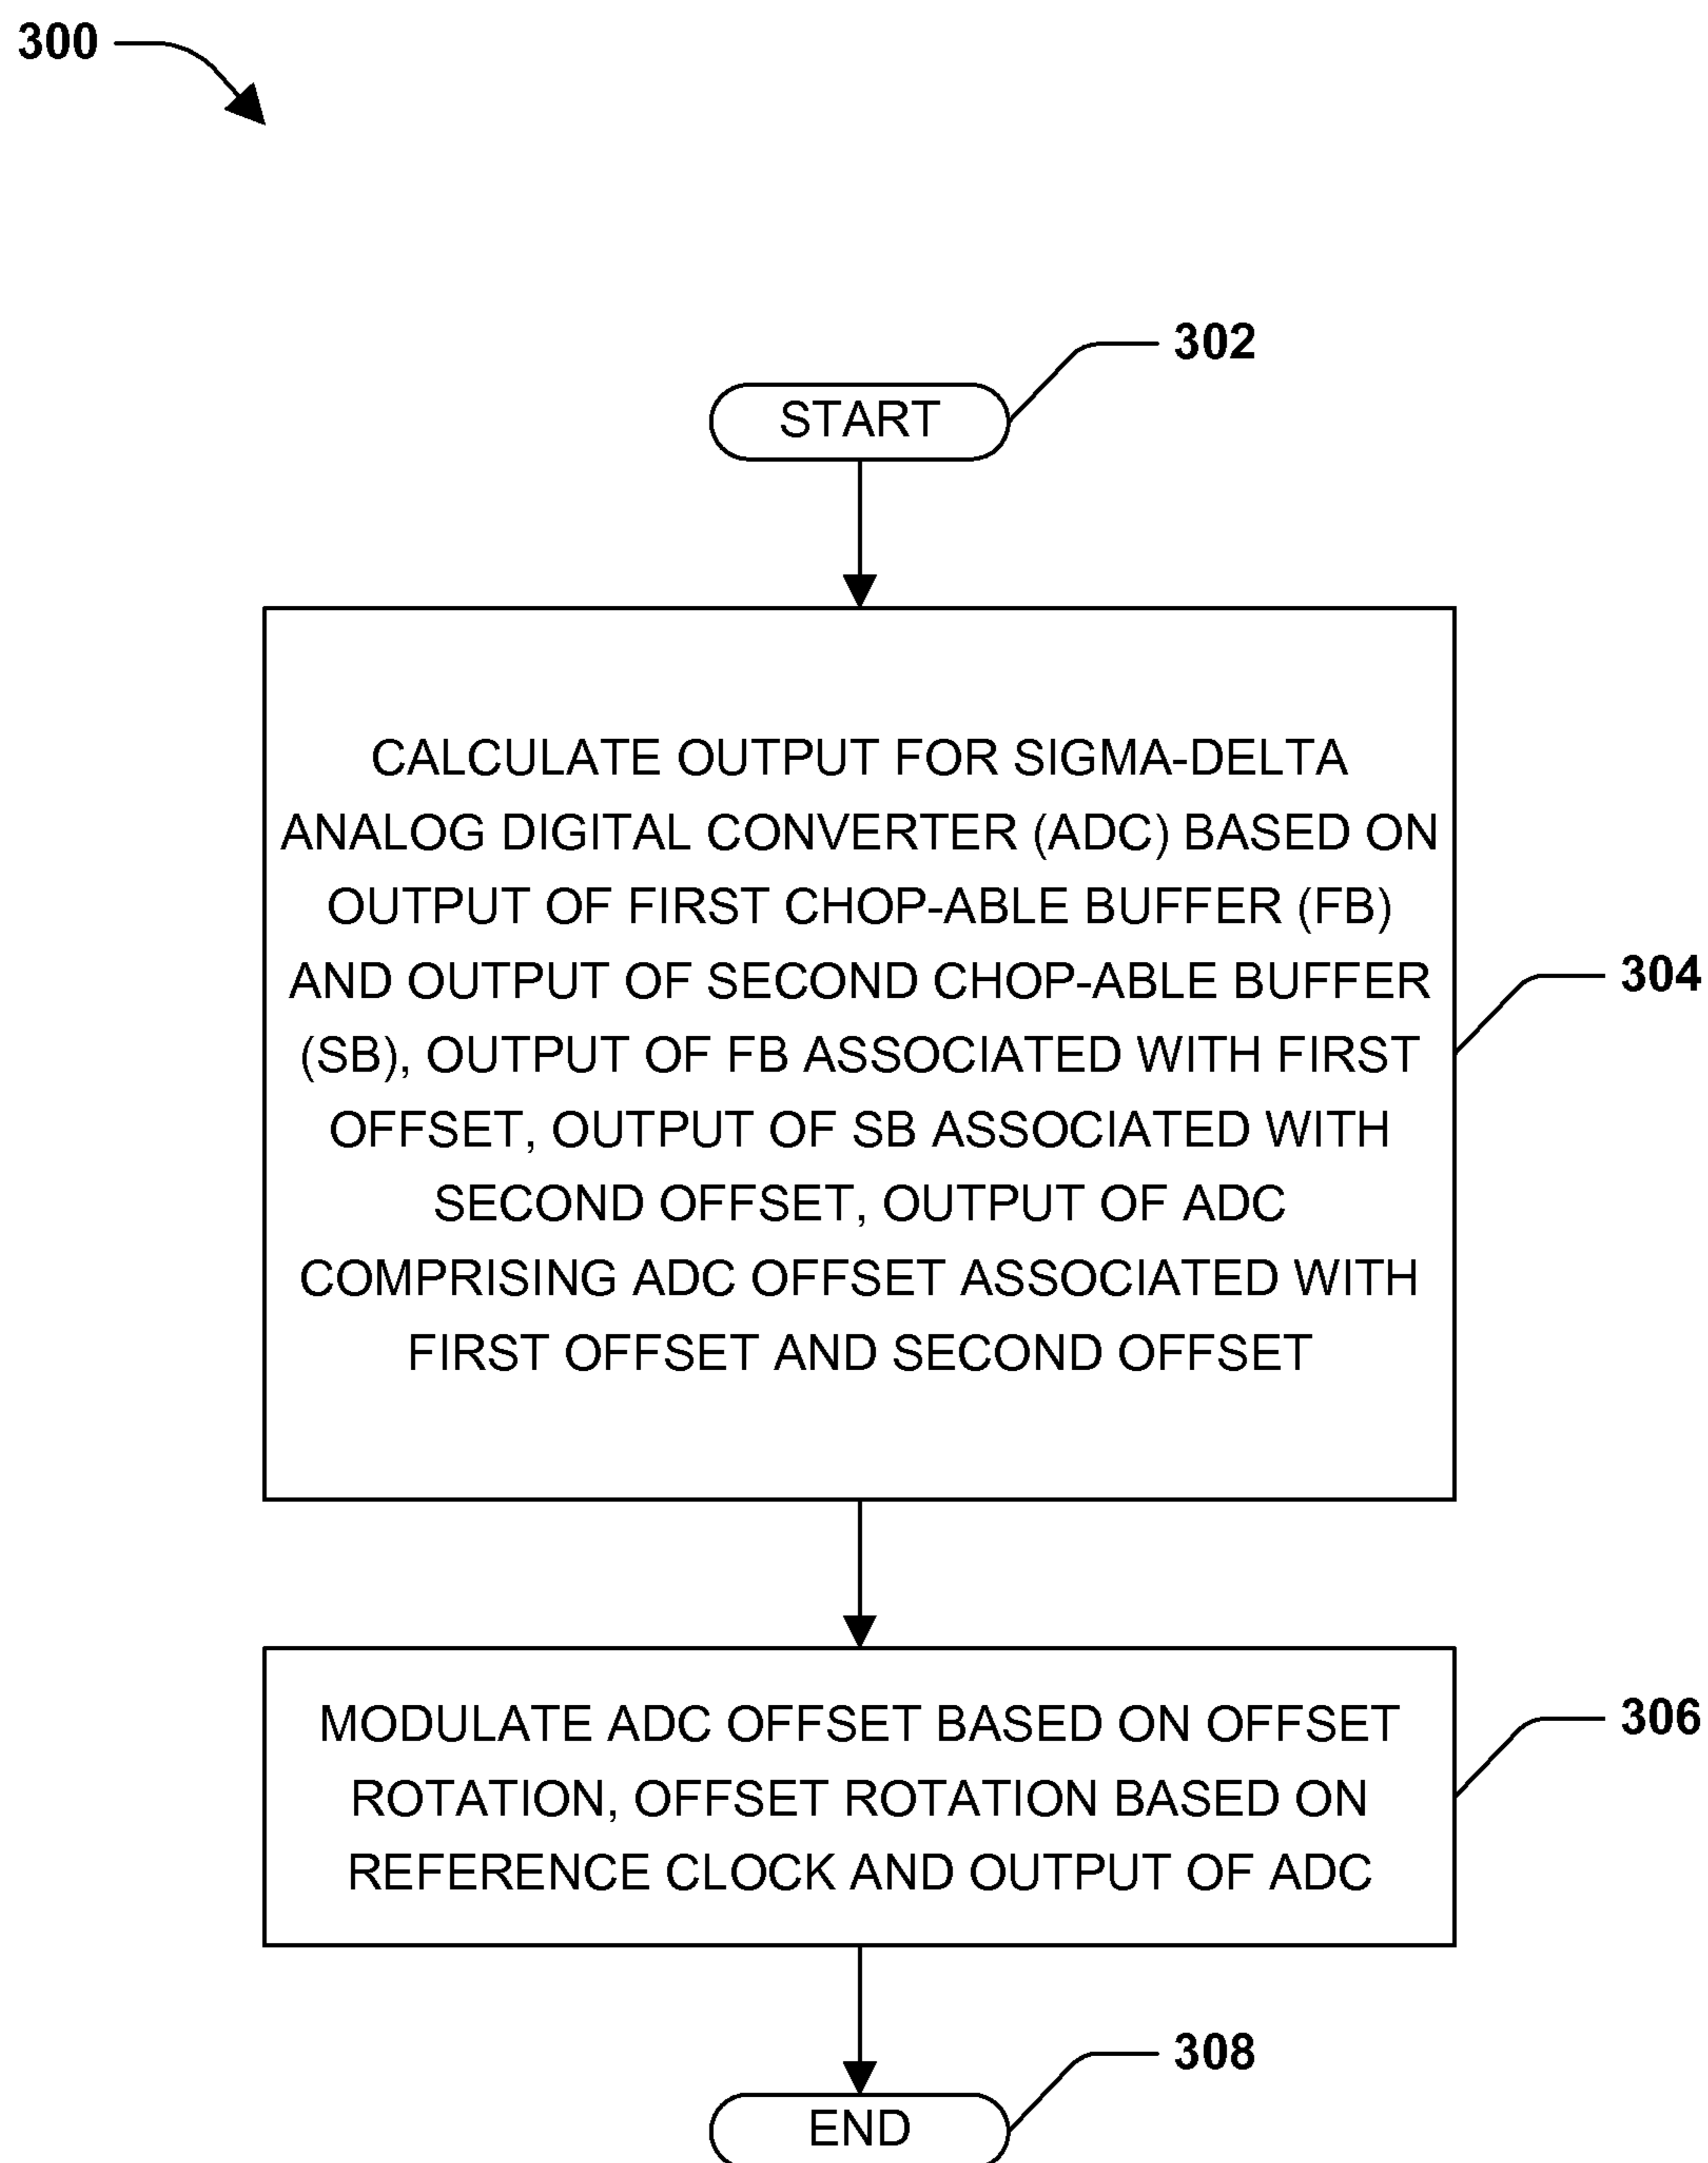 300
302
START
CALCULATE OUTPUT FOR SIGMA-DELTA
ANALOG DIGITAL CONVERTER (ADC) BASED ON
OUTPUT OF FIRST CHOP-ABLE BUFFER (FB)
AND OUTPUT OF SECOND CHOP-ABLE BUFFER
(SB), OUTPUT OF FB ASSOCIATED WITH FIRST
OFFSET, OUTPUT OF SB ASSOCIATED WITH
SECOND OFFSET, OUTPUT OF ADC
COMPRISING ADC OFFSET ASSOCIATED WITH
FIRST OFFSET AND SECOND OFFSET
304
MODULATE ADC OFFSET BASED ON OFFSET
ROTATION, OFFSET ROTATION BASED ON
REFERENCE CLOCK AND OUTPUT OF ADC
306
308
END